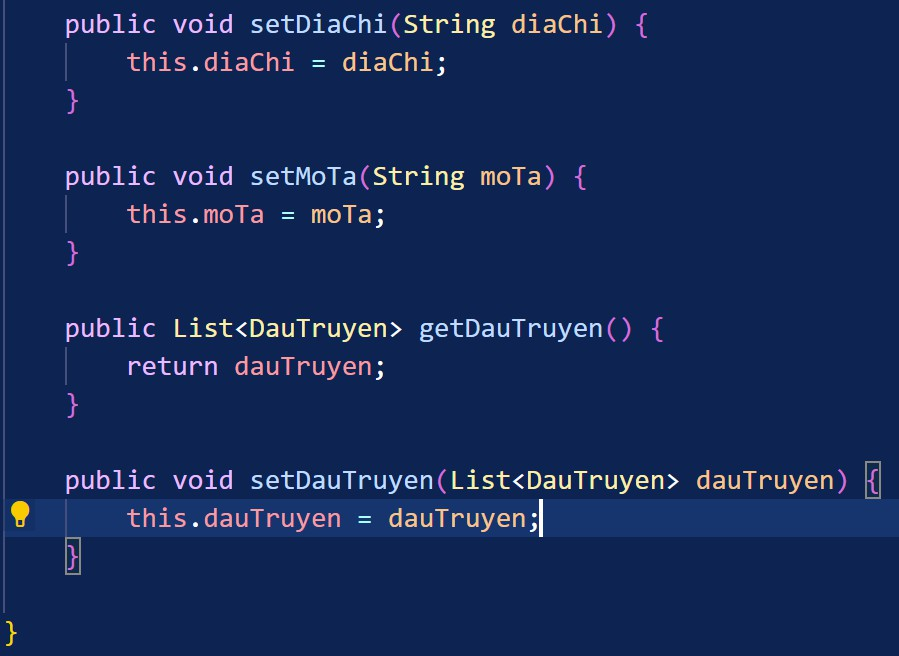 public void setDiaChi(String diaChi) {
this.diaChi = diaChi;
}
public void setMoTa(String moTa) {
this.moTa = moTa;
}
public List<DauTruyen> getDauTruyen() {
return dauTruyen;
}
public void setDauTruyen(List<DauTruyen> dauTruyen) {
this.dauTruyen = dauTruyen;
}
}